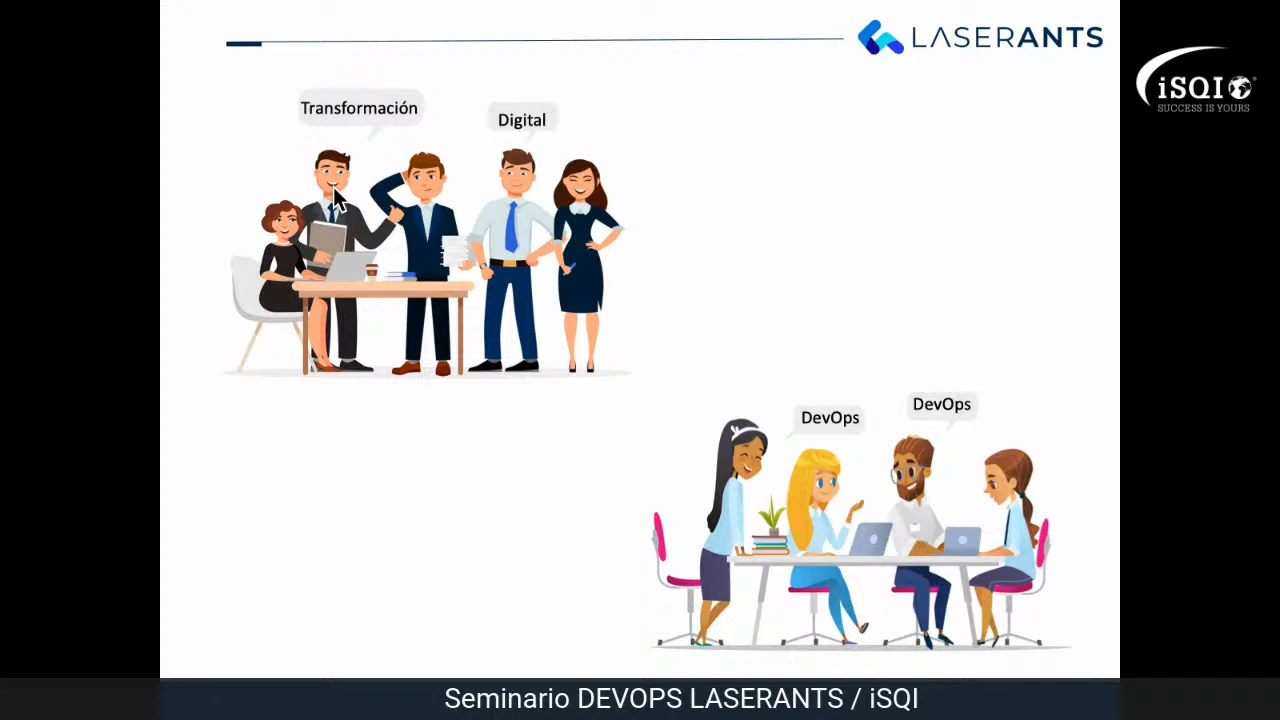 LASERANTS
iSQI
SUCCESS IS YOURS
Transformación
Digital
DevOps
DevOps
Seminario DEVOPS LASERANTS / iSQI